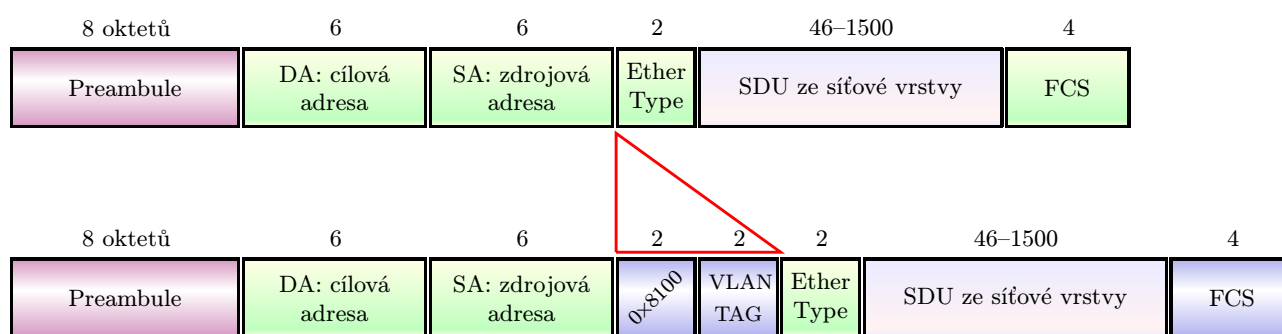 8 oktetů 6 6 2 46–1500 4
Preambule DA: cílová adresa SA: zdrojová adresa Ether Type SDU ze síťové vrstvy FCS
8 oktetů 6 6 2 2 2 46–1500 4
Preambule DA: cílová adresa SA: zdrojová adresa 0×8100 VLAN TAG Ether Type SDU ze síťové vrstvy FCS